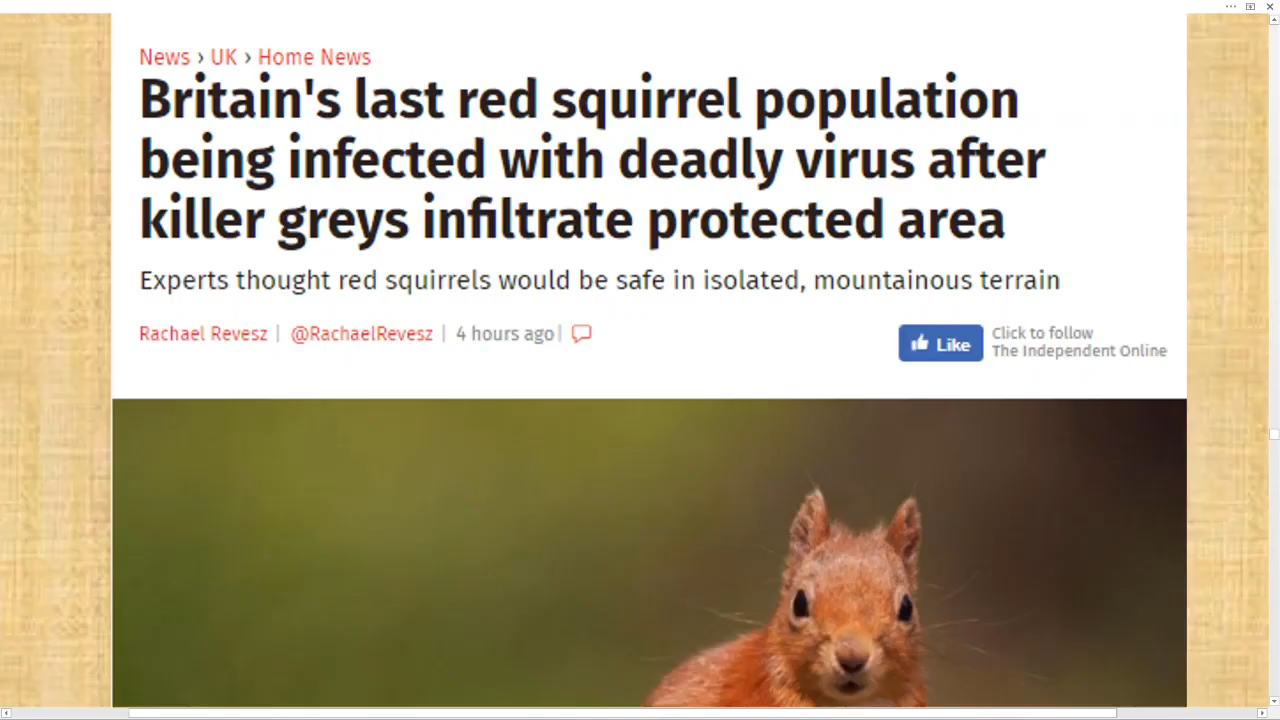 News › UK › Home News
Britain's last red squirrel population
being infected with deadly virus after
killer greys infiltrate protected area
Experts thought red squirrels would be safe in isolated, mountainous terrain
Rachael Revesz | @RachaelRevesz | 4 hours ago |
Like
Click to follow
The Independent Online